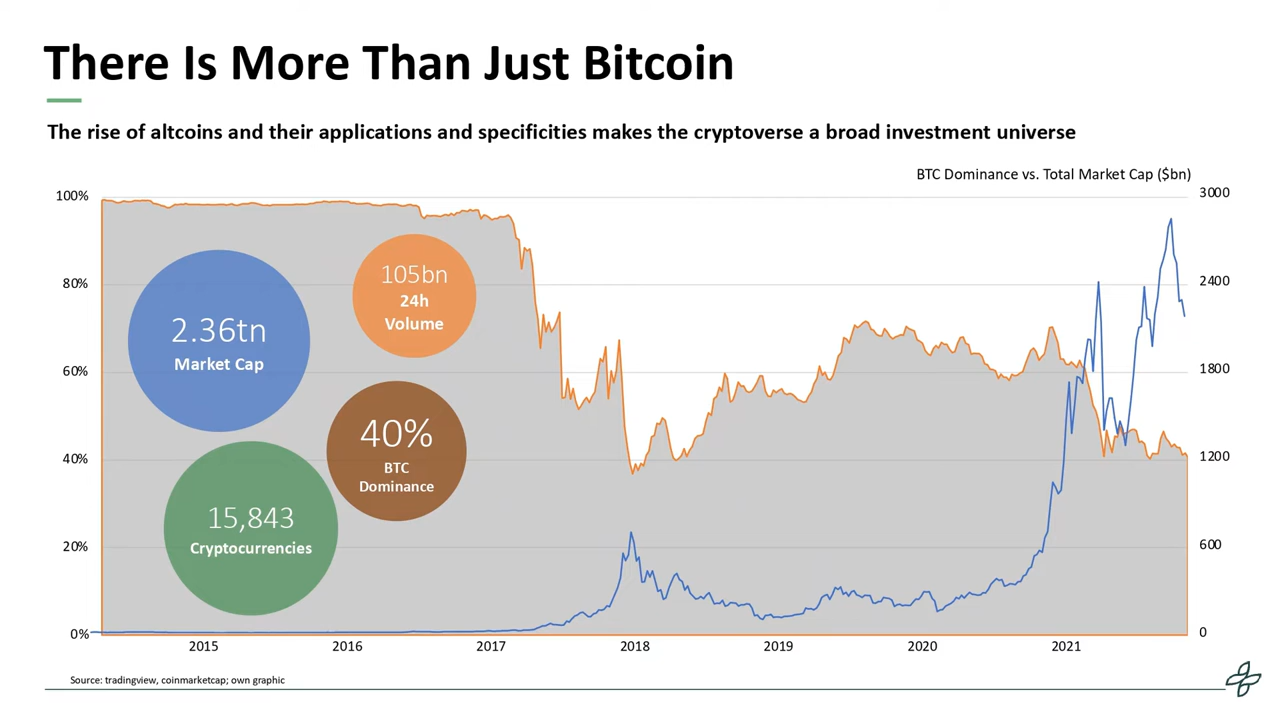 There Is More Than Just Bitcoin
The rise of altcoins and their applications and specificities makes the cryptoverse a broad investment universe
BTC Dominance vs. Total Market Cap ($bn)
100%
80%
60%
40%
20%
0%
3000
2400
1800
1200
600
0
2.36tn
Market Cap
105bn
24h
Volume
40%
BTC
Dominance
15,843
Cryptocurrencies
2015 2016 2017 2018 2019 2020 2021
Source: tradingview, coinmarketcap; own graphic